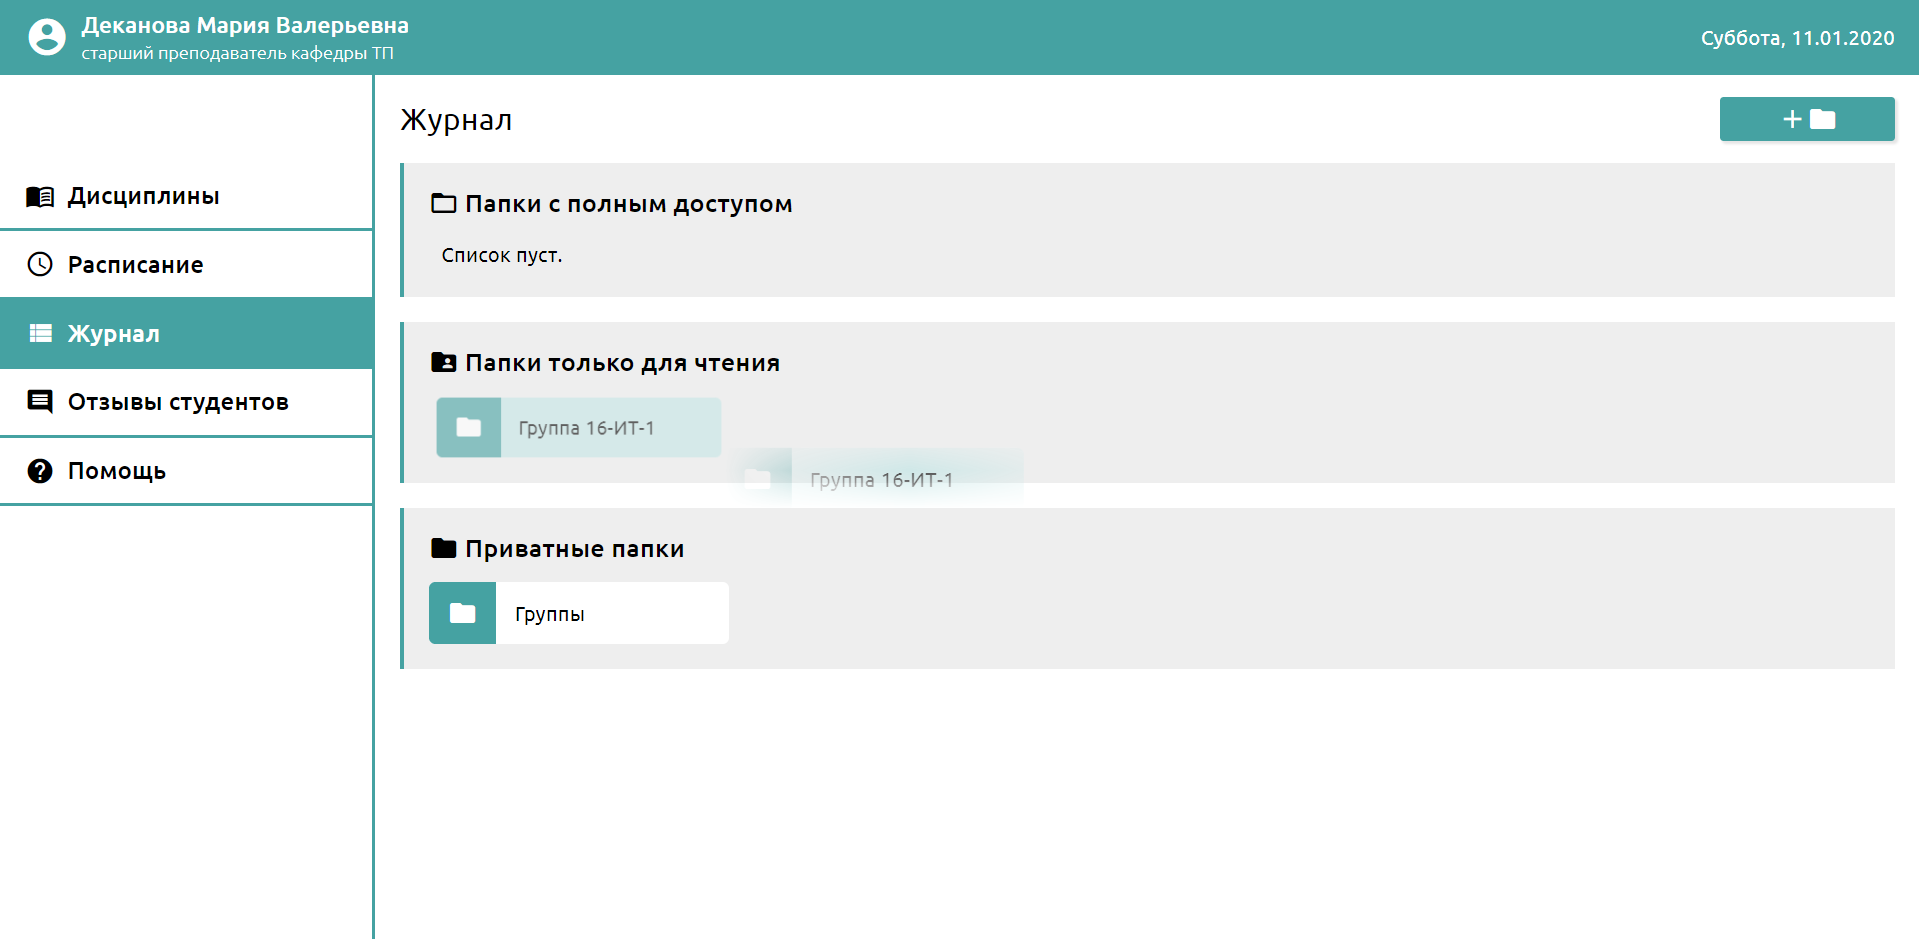 Деканова Мария Валерьевна
старший преподаватель кафедры ТП
Суббота, 11.01.2020
Дисциплины
Расписание
Журнал
Отзывы студентов
Помощь
Журнал
Папки с полным доступом
Список пуст.
Папки только для чтения
Группа 16-ИТ-1
Группа 16-ИТ-1
Приватные папки
Группы